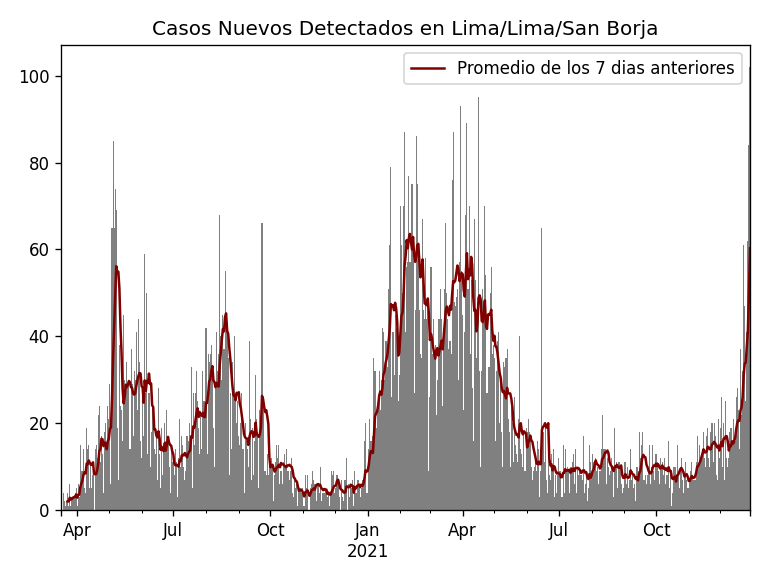 Casos Nuevos Detectados en Lima/Lima/San Borja
Promedio de los 7 dias anteriores
100
80
60
40
20
0
Apr Jul Oct Jan Apr Jul Oct
2021